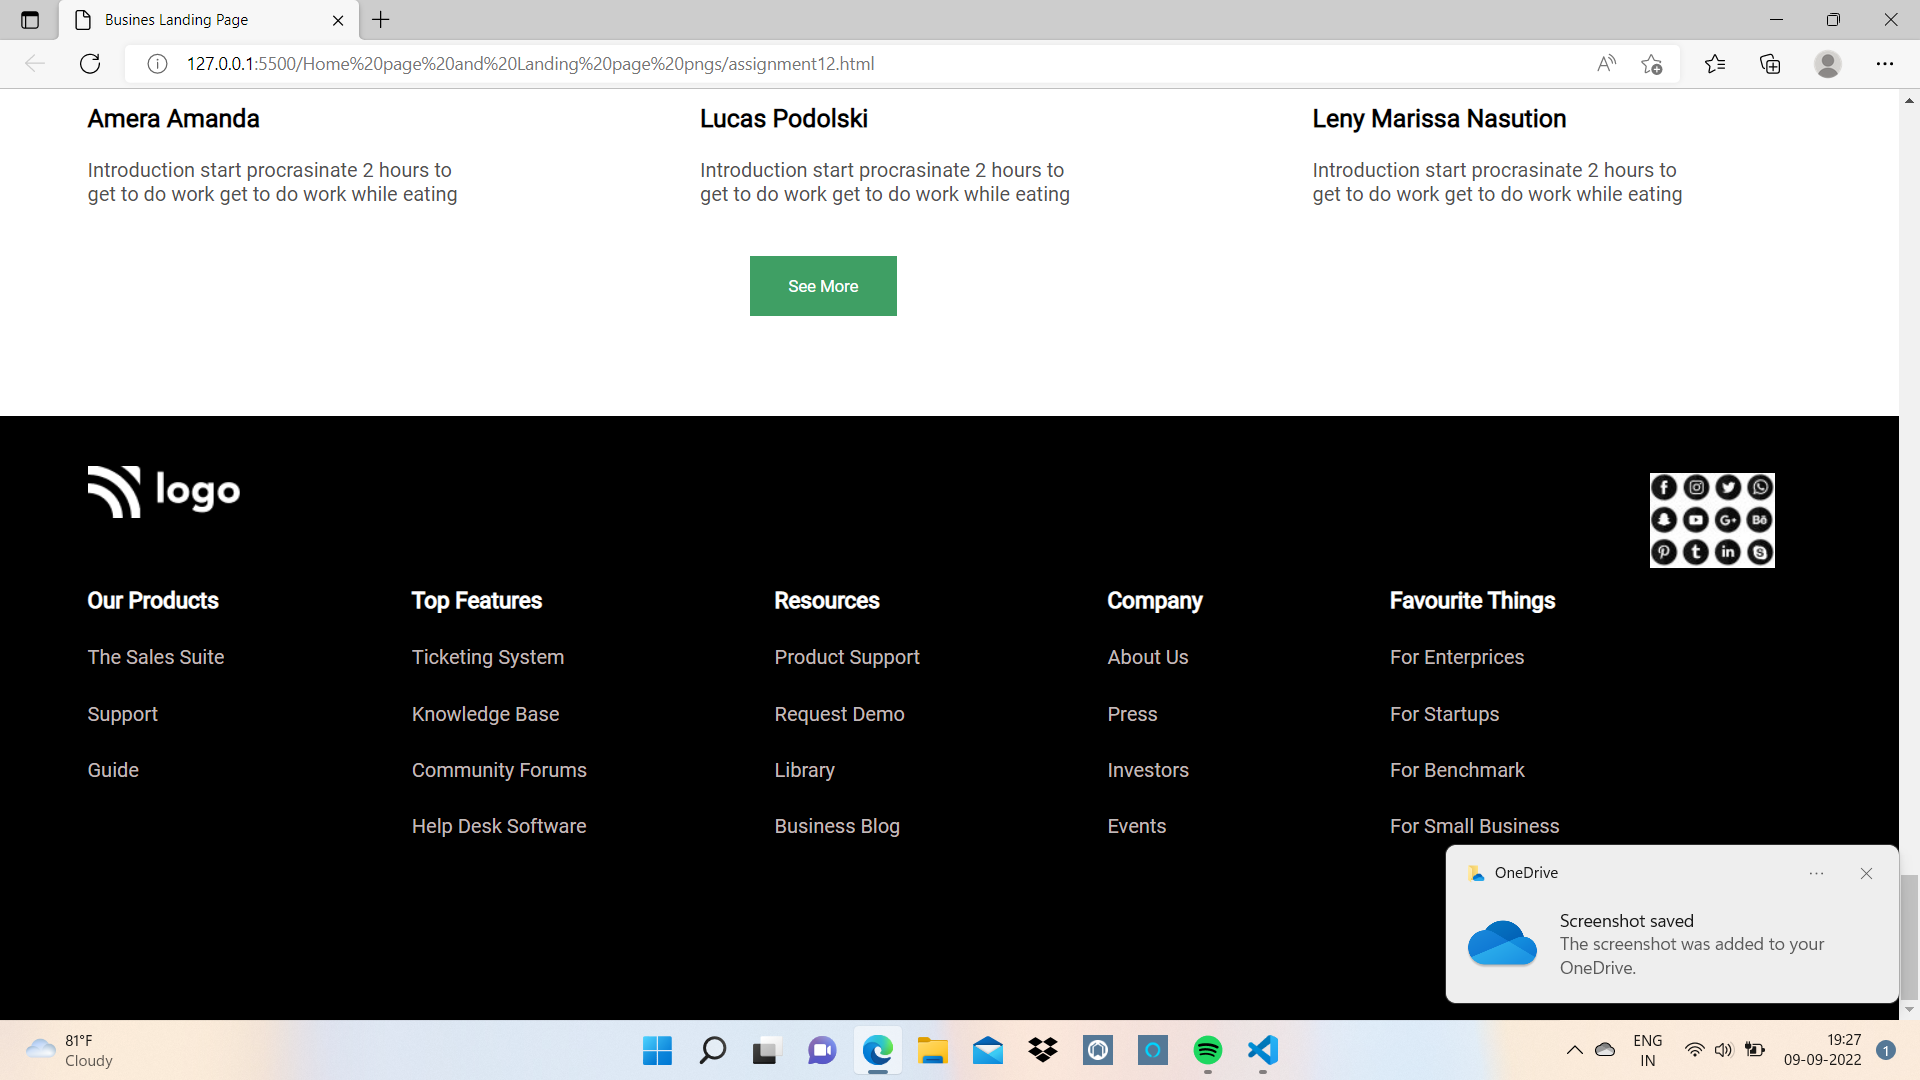 Busines Landing Page
127.0.0.1:5500/Home%20page%20and%20Landing%20page%20pngs/assignment12.html
Amera Amanda
Introduction start procrasinate 2 hours to
get to do work get to do work while eating
Lucas Podolski
Introduction start procrasinate 2 hours to
get to do work get to do work while eating
Leny Marissa Nasution
Introduction start procrasinate 2 hours to
get to do work get to do work while eating
See More
logo
Our Products
The Sales Suite
Support
Guide
Top Features
Ticketing System
Knowledge Base
Community Forums
Help Desk Software
Resources
Product Support
Request Demo
Library
Business Blog
Company
About Us
Press
Investors
Events
Favourite Things
For Enterprices
For Startups
For Benchmark
For Small Business
OneDrive
Screenshot saved
The screenshot was added to your
OneDrive.
81°F
Cloudy
ENG
IN
19:27
09-09-2022
1